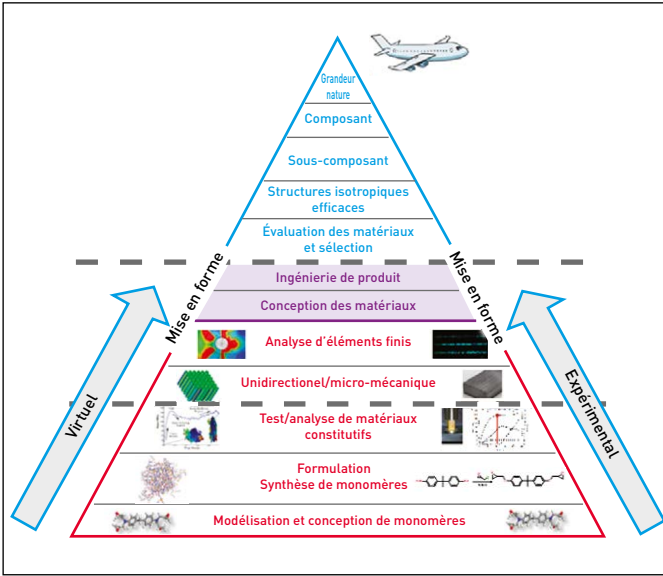 Grandeur
nature
Composant
Sous-composant
Structures isotropiques
efficaces
Évaluation des matériaux
et sélection
Mise en forme
Mise en forme
Ingénierie de produit
Conception des matériaux
Analyse d'éléments finis
Unidirectionel/micro-mécanique
Virtuel
Expérimental
Test/analyse de matériaux
constitutifs
Formulation
Synthèse de monomères
Modélisation et conception de monomères